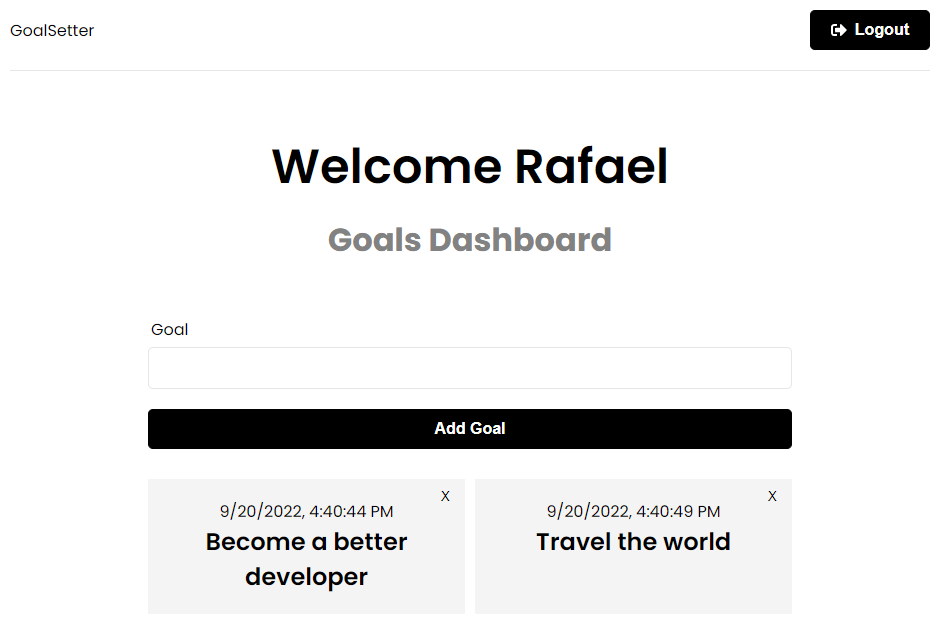 GoalSetter
Logout
Welcome Rafael
Goals Dashboard
Goal
Add Goal
X
9/20/2022, 4:40:44 PM
Become a better
developer
X
9/20/2022, 4:40:49 PM
Travel the world